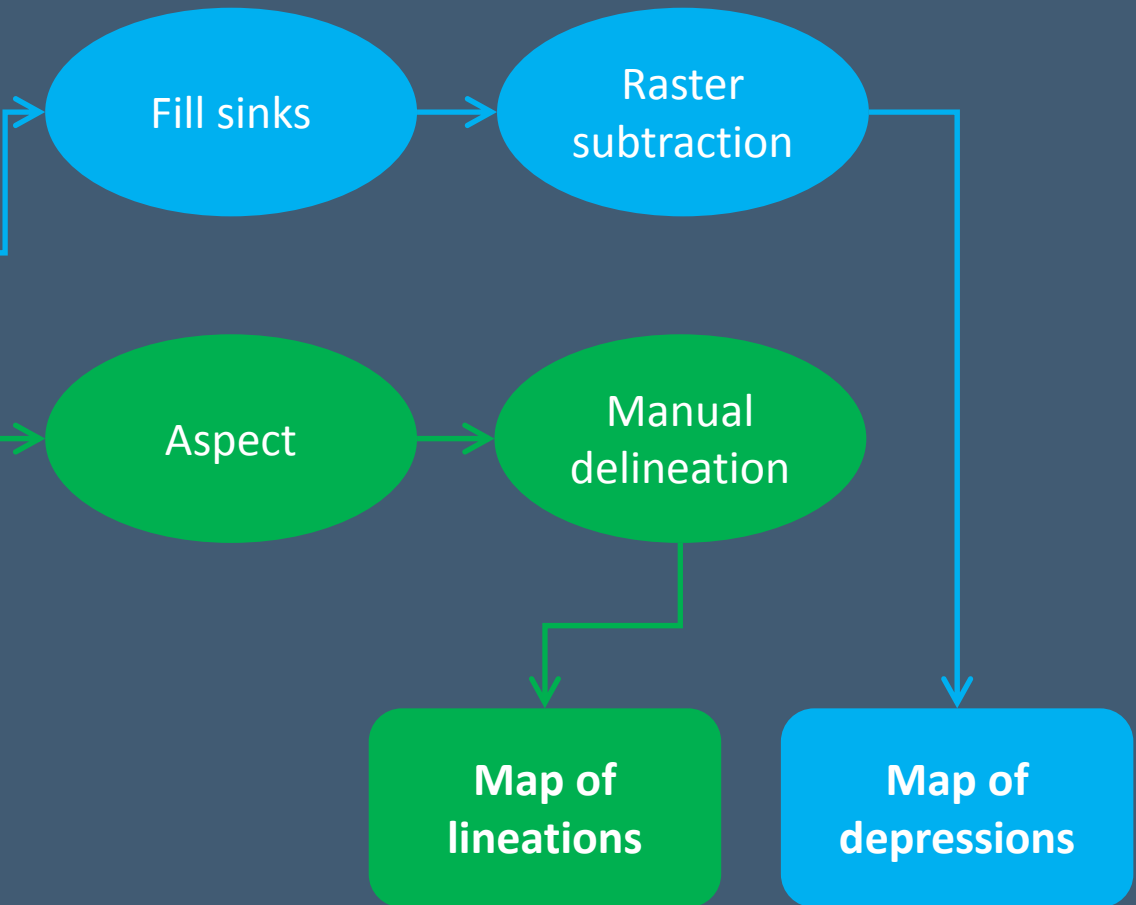 Fill sinks
Raster
subtraction
Aspect
Manual
delineation
Map of
lineations
Map of
depressions